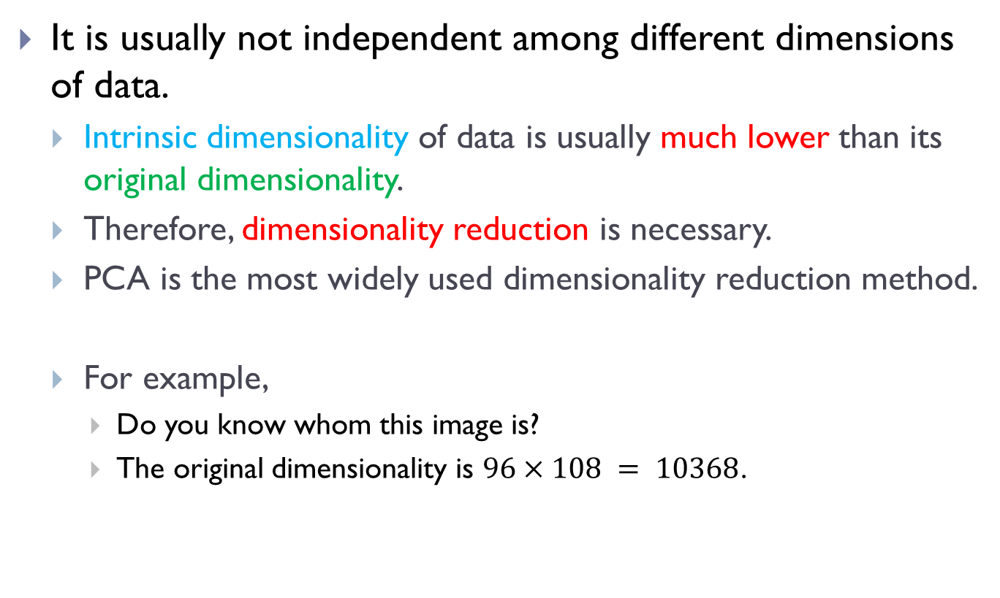 It is usually not independent among different dimensions
of data.
Intrinsic dimensionality of data is usually much lower than its
original dimensionality.
Therefore, dimensionality reduction is necessary.
PCA is the most widely used dimensionality reduction method.
For example,
Do you know whom this image is?
The original dimensionality is 96 × 108 = 10368.